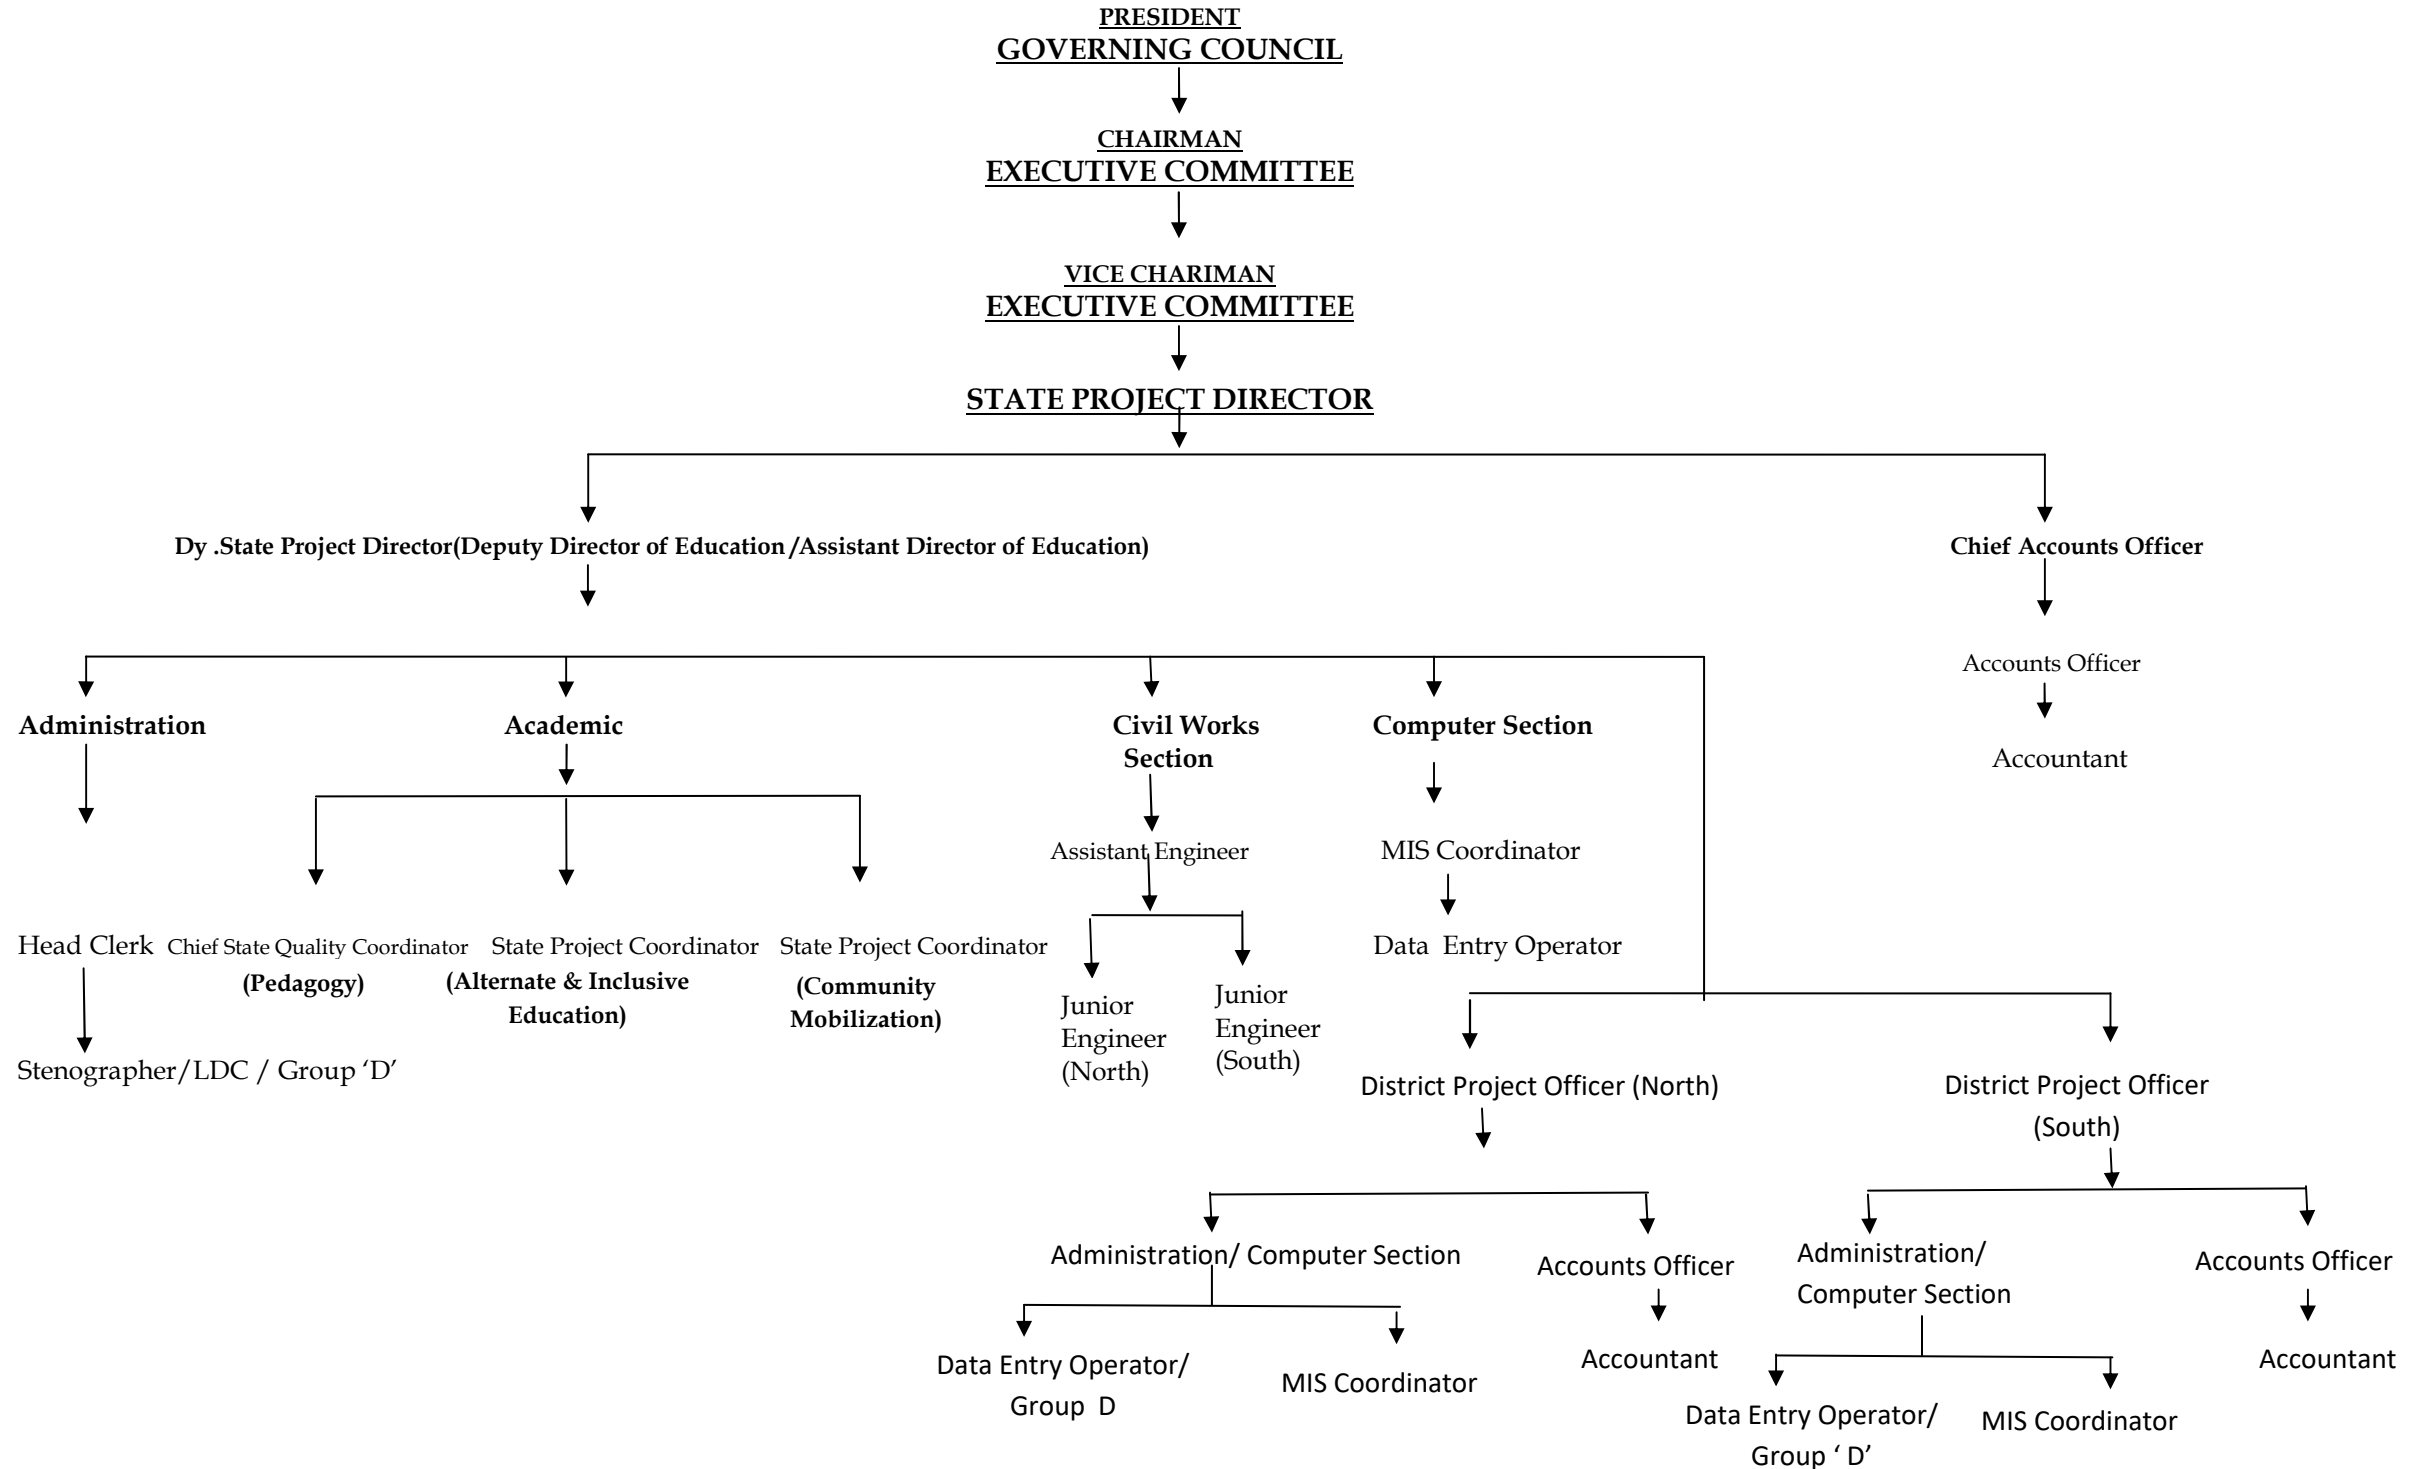 PRESIDENT
GOVERNING COUNCIL
CHAIRMAN
EXECUTIVE COMMITTEE
VICE CHARIMAN
EXECUTIVE COMMITTEE
STATE PROJECT DIRECTOR
Dy .State Project Director(Deputy Director of Education/Assistant Director of Education)
Chief Accounts Officer
Accounts Officer
Accountant
Administration
Academic
Civil Works
Section
Computer Section
Assistant Engineer
MIS Coordinator
Head Clerk
Chief State Quality Coordinator
(Pedagogy)
State Project Coordinator
(Alternate & Inclusive
Education)
State Project Coordinator
(Community
Mobilization)
Data Entry Operator
Junior
Engineer
(North)
Junior
Engineer
(South)
Stenographer/LDC / Group ‘D’
District Project Officer (North)
District Project Officer
(South)
Administration/ Computer Section
Accounts Officer
Administration/
Computer Section
Accounts Officer
Data Entry Operator/
Group D
MIS Coordinator
Accountant
Data Entry Operator/
Group ‘ D’
MIS Coordinator
Accountant